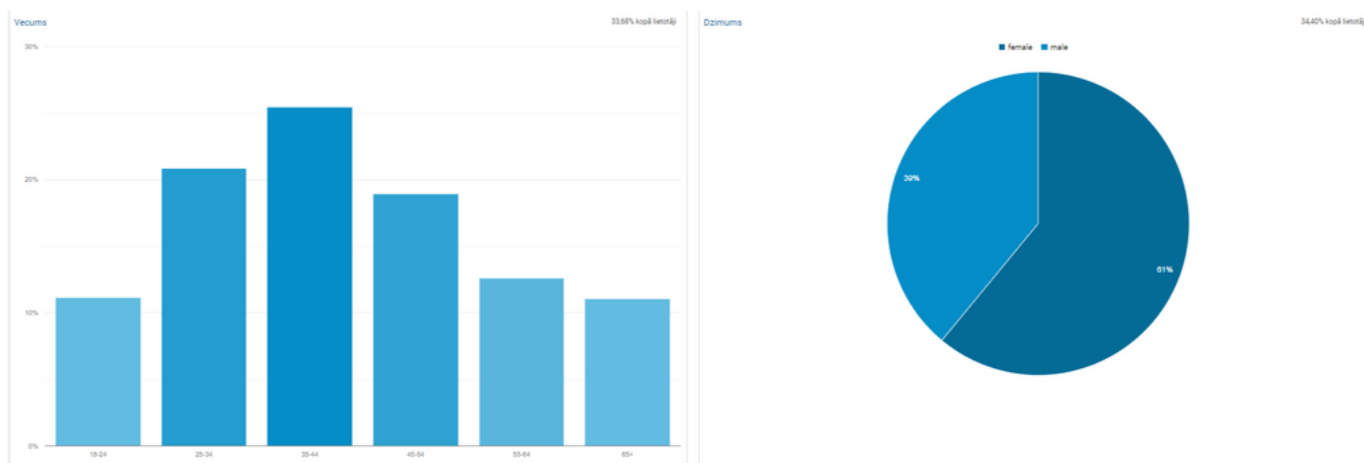 Vecums
33,68% kopā lietotāji
30%
20%
10%
0%
18-24
25-34
35-44
45-54
55-64
65+
Dzimums
34,40% kopā lietotāj
female male
39%
61%